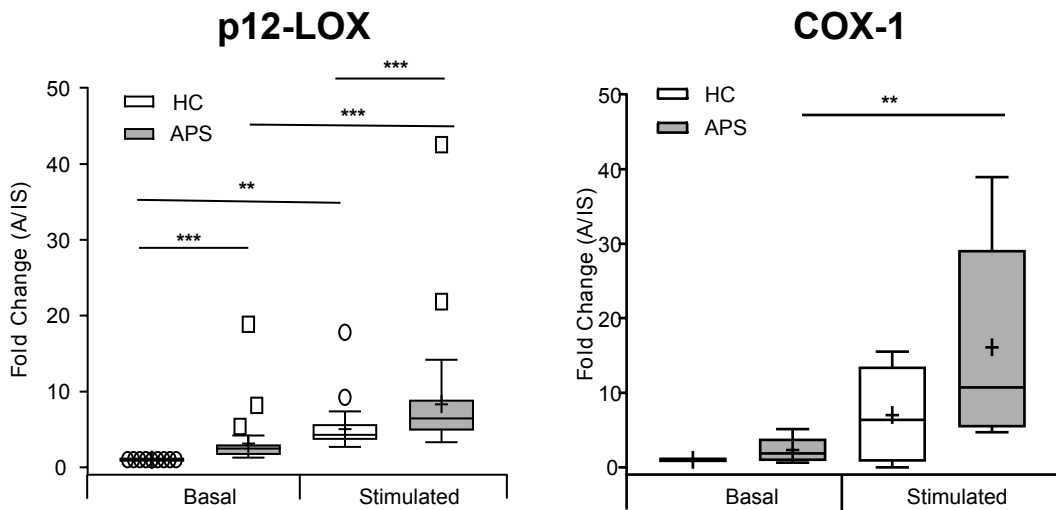 p12-LOX
Fold Change (A/IS)
50
40
30
20
10
0
HC
APS
***
***
**
***
Basal
Stimulated
COX-1
Fold Change (A/IS)
50
40
30
20
10
0
HC
APS
**
Basal
Stimulated